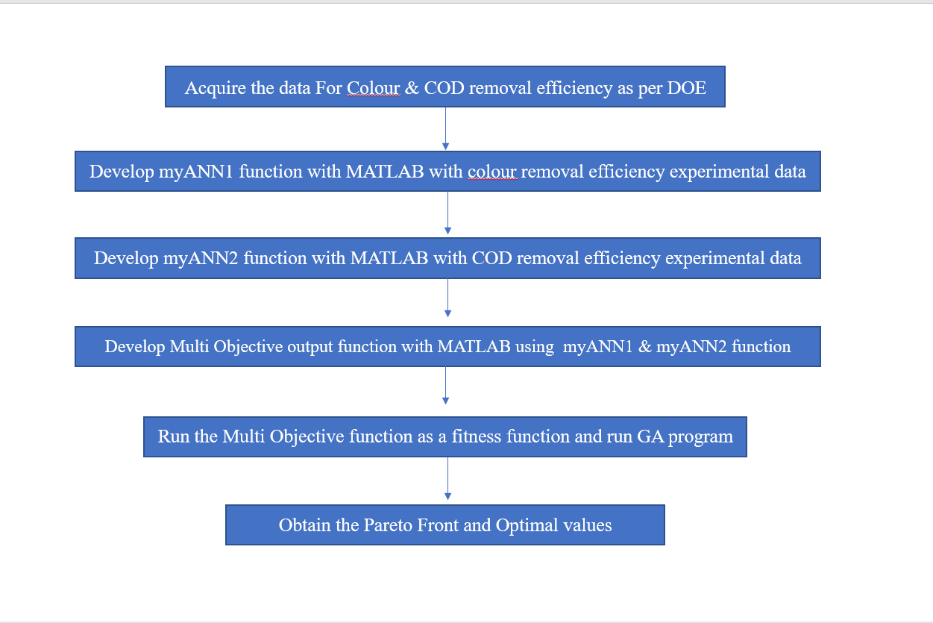 Acquire the data For Colour & COD removal efficiency as per DOE
Develop myANN1 function with MATLAB with colour removal efficiency experimental data
Develop myANN2 function with MATLAB with COD removal efficiency experimental data
Develop Multi Objective output function with MATLAB using  myANN1 & myANN2 function
Run the Multi Objective function as a fitness function and run GA program
Obtain the Pareto Front and Optimal values